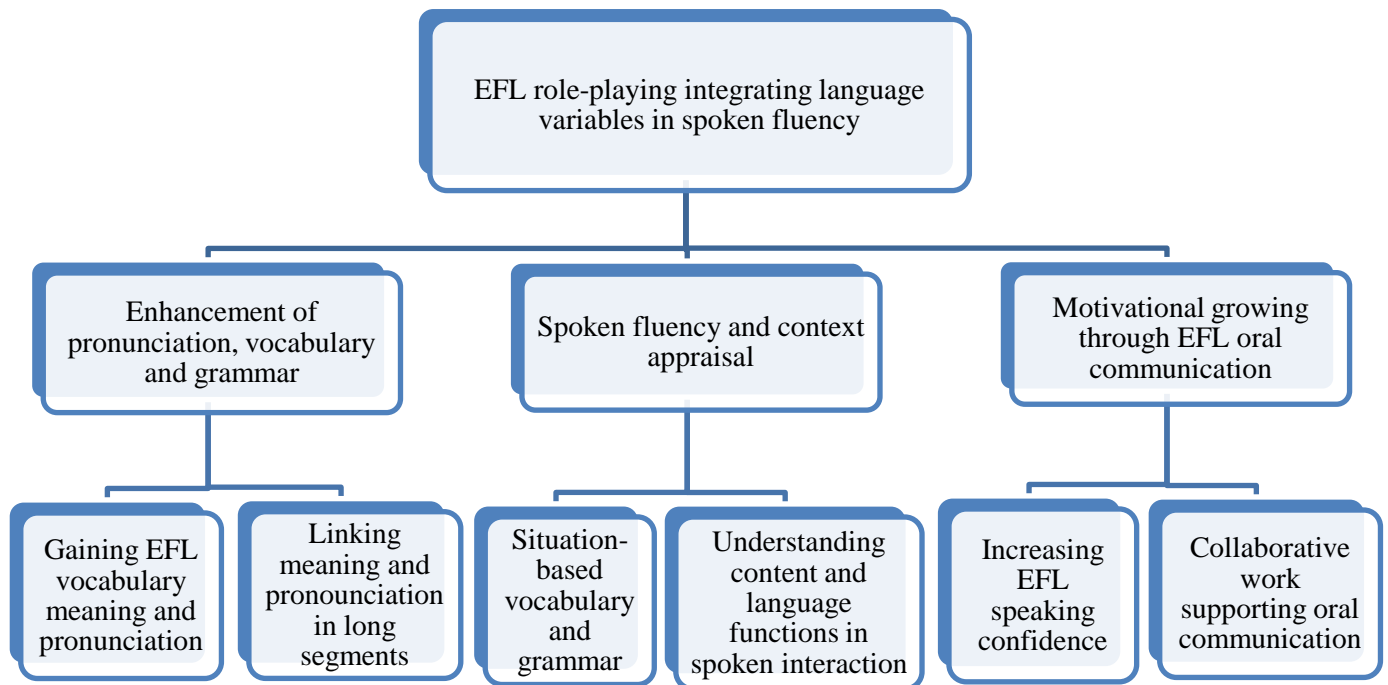 EFL role-playing integrating language
variables in spoken fluency
Enhancement of
pronunciation, vocabulary
and grammar
Spoken fluency and context
appraisal
Motivational growing
through EFL oral
communication
Gaining EFL
vocabulary
meaning and
pronunciation
Linking
meaning and
pronounciation
in long
segments
Situation-
based
vocabulary
and
grammar
Understanding
content and
language
functions in
spoken interaction
Increasing
EFL
speaking
confidence
Collaborative
work
supporting oral
communication